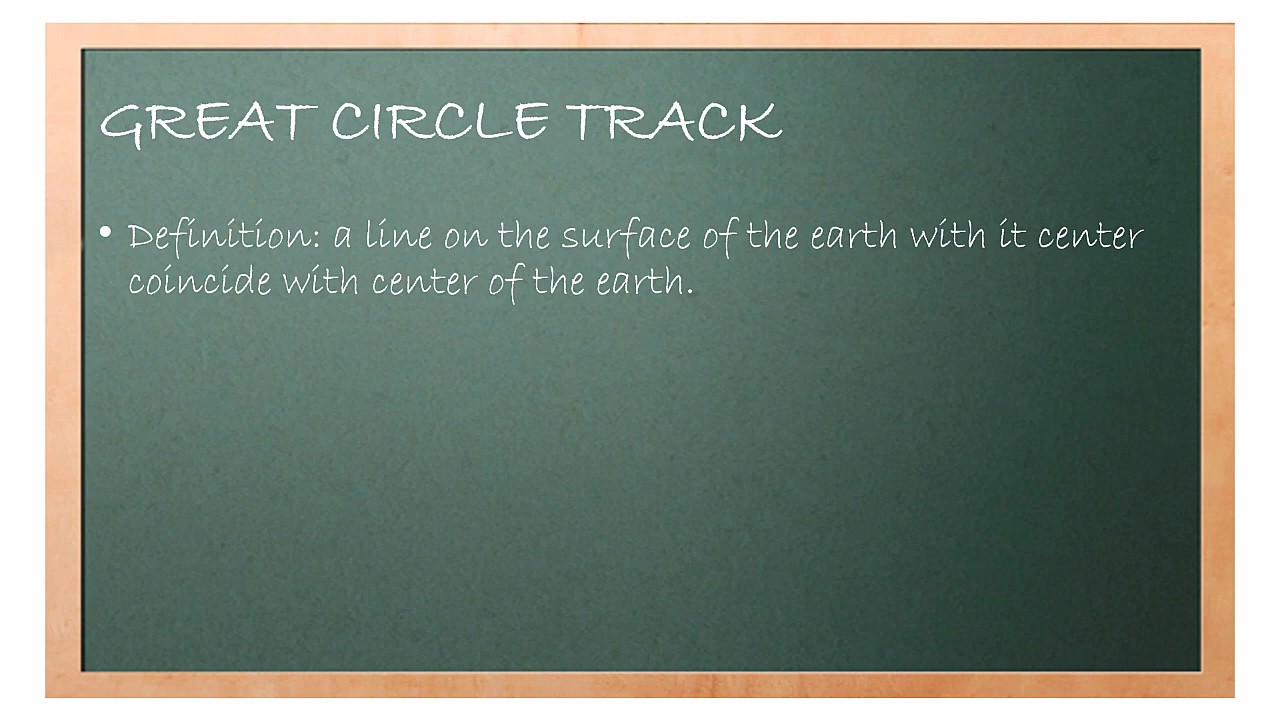 GREAT CIRCLE TRACK
• Definition: a line on the surface of the earth with it center
coincide with center of the earth.